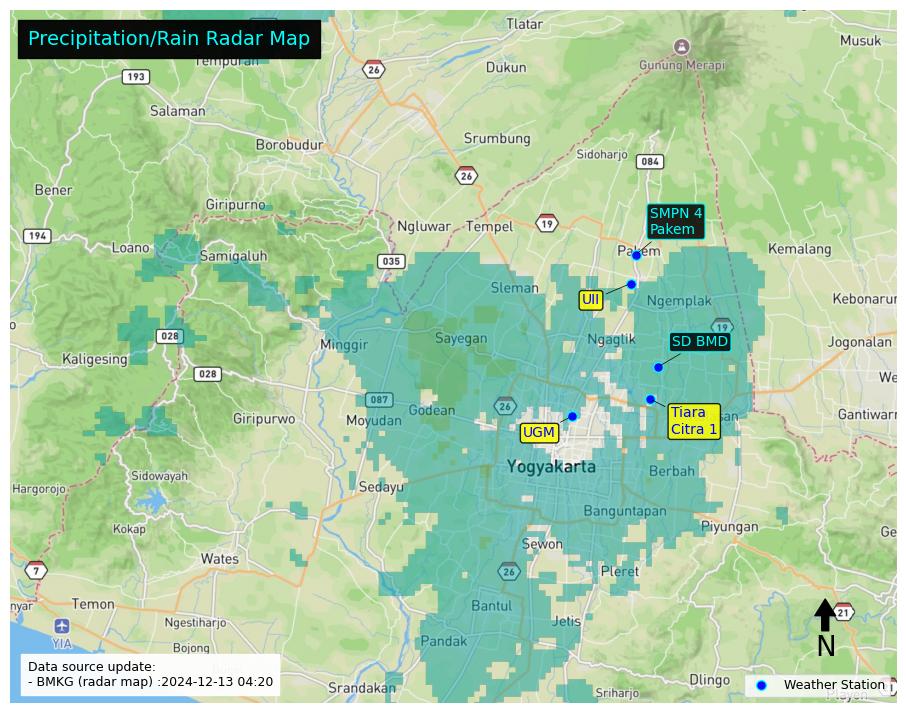 Precipitation/Rain Radar Map
Tlatar
Musuk
26
Gunung Merapi
Dukun
193
Salaman
Srumbung
Borobudur
Sidoharjo
084
26
Bener
Giripurno
SMPN 4
Pakem
19
Ngluwar
Tempel
194
Loano
Samigaluh
035
Pakem
Kemalang
Sleman
UII
Ngemplak
Kebonarum
028
Minggir
Sayegan
Ngaglik
19
SD BMD
Jogonalan
Kaligesing
028
087
Godean
26
Tiara
Citra 1
Giripurwo
Moyudan
UGM
Gantiwarn
Yogyakarta
Berbah
Sidowayah
Hargorojo
Sedayu
Banguntapan
Kokap
Piyungan
Sewon
Wates
7
26
Pleret
Temon
Bantul
21
Ngestiharjo
Jetis
YIA
Bojong
Pandak
N
Data source update:
- BMKG (radar map) :2024-12-13 04:20
Srandakan
Sriharjo
Dlingo
Weather Station